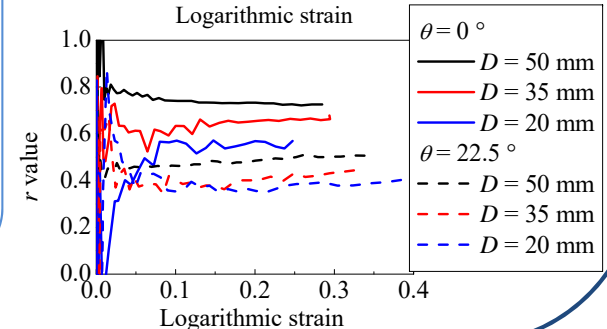 Logarithmic strain
1.0
0.8
0.6
0.4
0.2
0.0
r value
0.0 0.1 0.2 0.3 0.4
Logarithmic strain
θ = 0 °
D = 50 mm
D = 35 mm
D = 20 mm
θ = 22.5 °
D = 50 mm
D = 35 mm
D = 20 mm